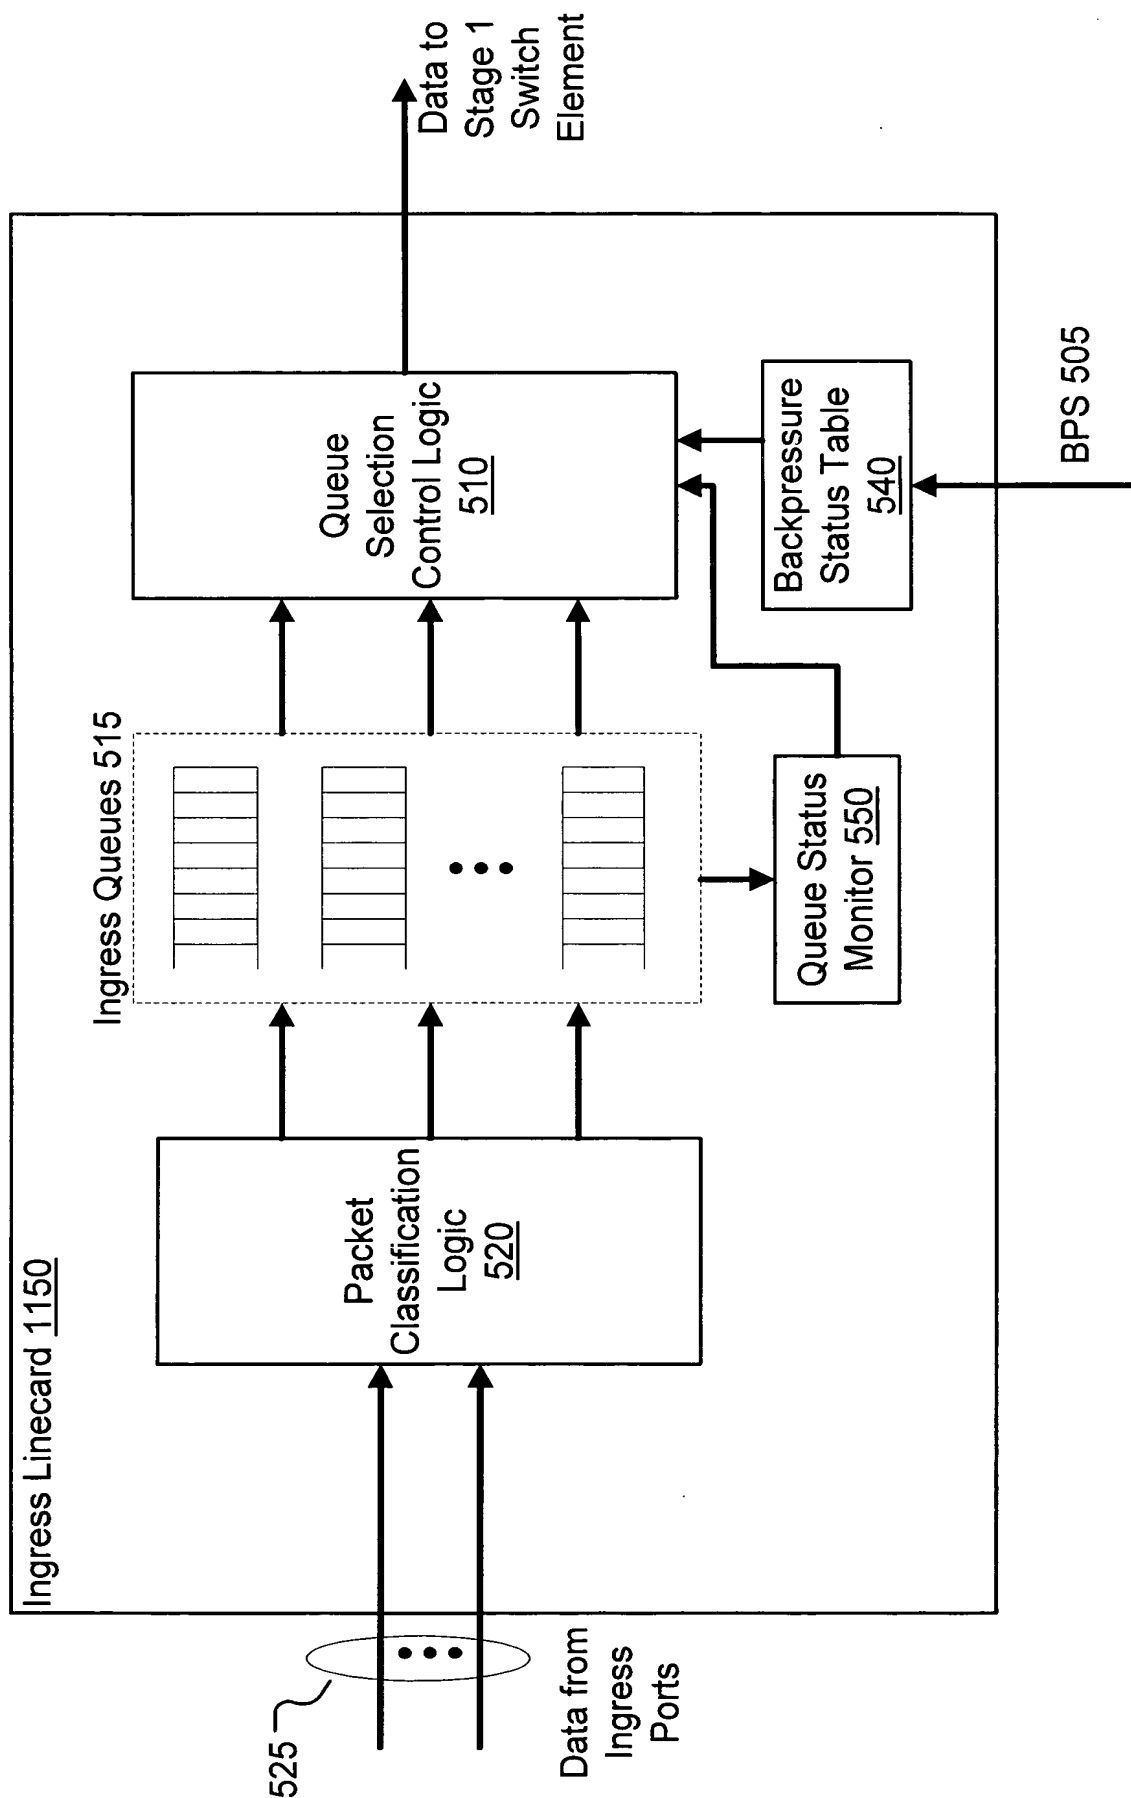 Ingress Linecard 1150
525
Data from
Ingress
Ports
Packet
Classification
Logic
520
Ingress Queues 515
Queue Status
Monitor 550
Queue
Selection
Control Logic
510
Backpressure
Status Table
540
BPS 505
Data to
Stage 1
Switch
Element